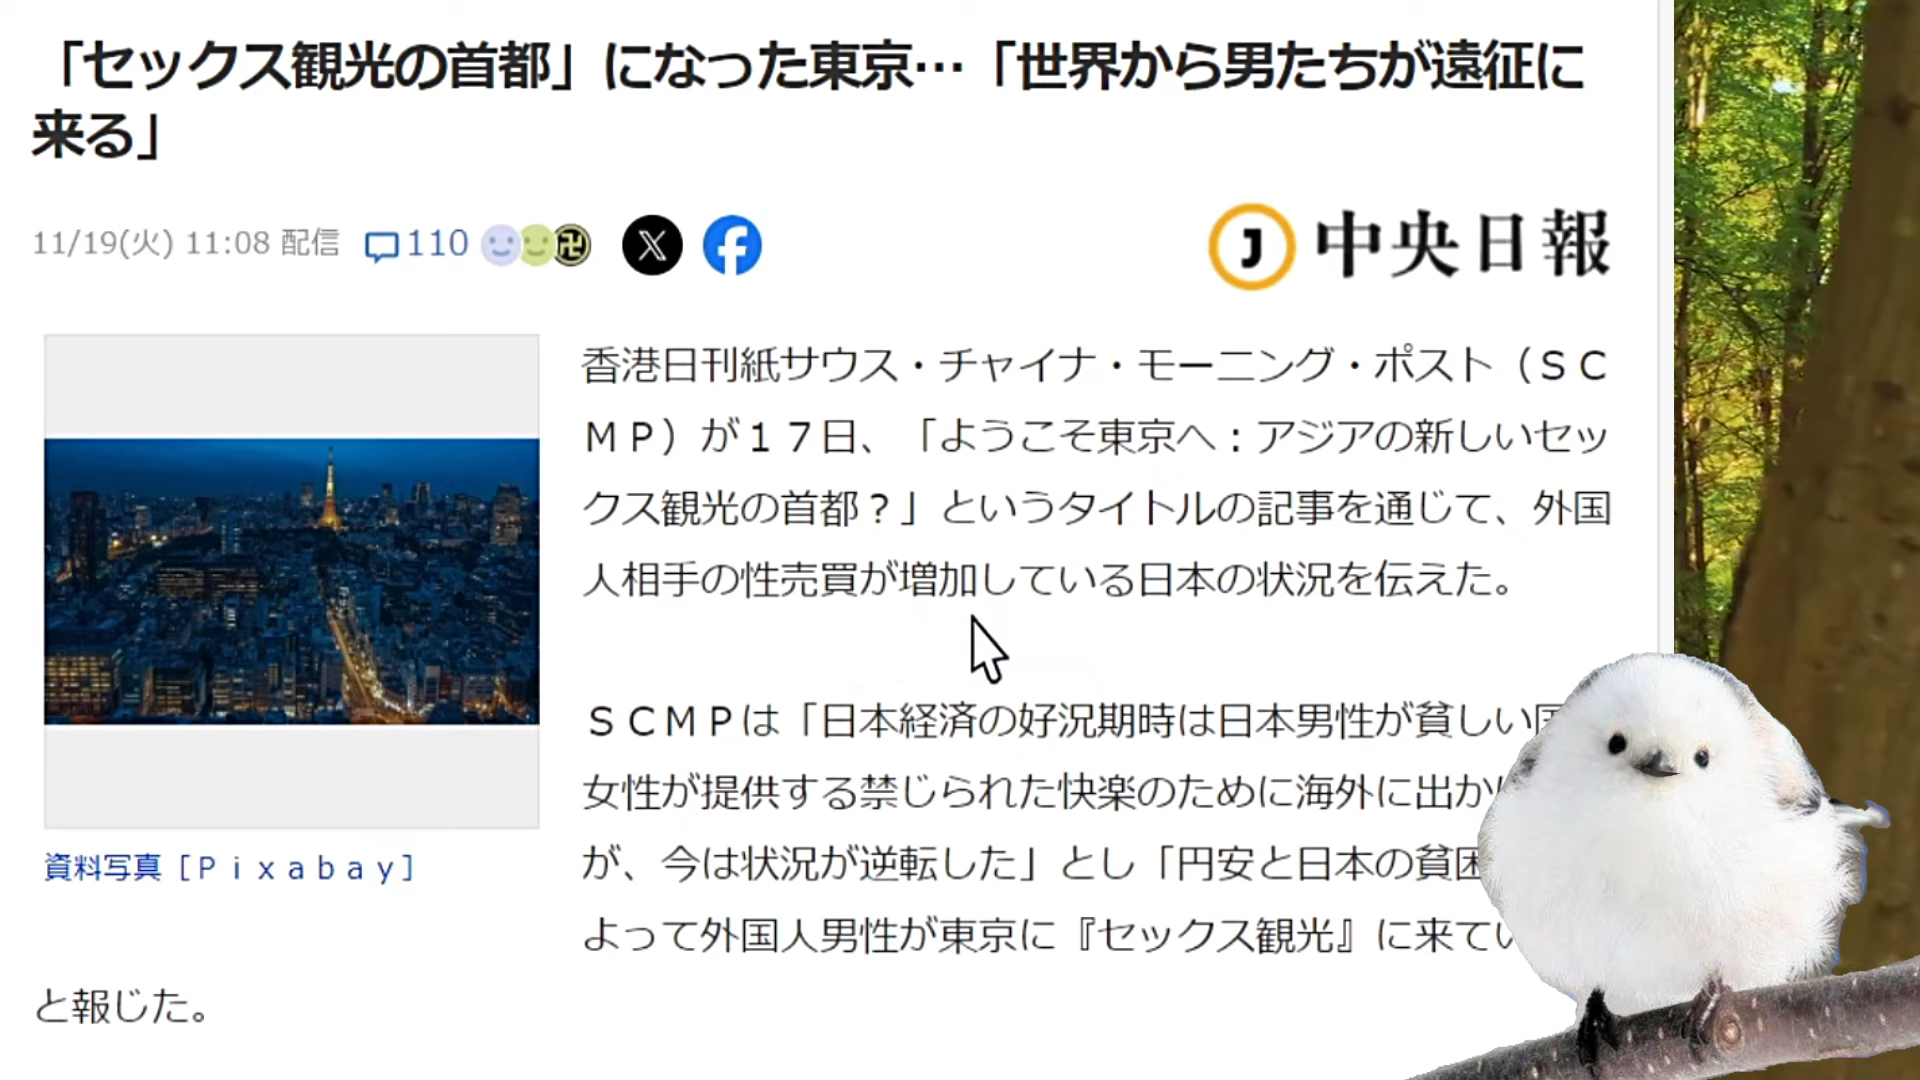 「セックス観光の首都」になった東京…「世界から男たちが遠征に
来る」
11/19(火) 11:08 配信 110 卍 X f
J 中央日報
香港日刊紙サウス・チャイナ・モーニング・ポスト（ＳＣ
ＭＰ）が１７日、「ようこそ東京へ：アジアの新しいセッ
クス観光の首都？」というタイトルの記事を通じて、外国
人相手の性売買が増加している日本の状況を伝えた。
ＳＣＭＰは「日本経済の好況期時は日本男性が貧しい
女性が提供する禁じられた快楽のために海外に出か
が、今は状況が逆転した」とし「円安と日本の貧困
よって外国人男性が東京に『セックス観光』に来てい
と報じた。
資料写真［Ｐｉｘａｂａｙ］